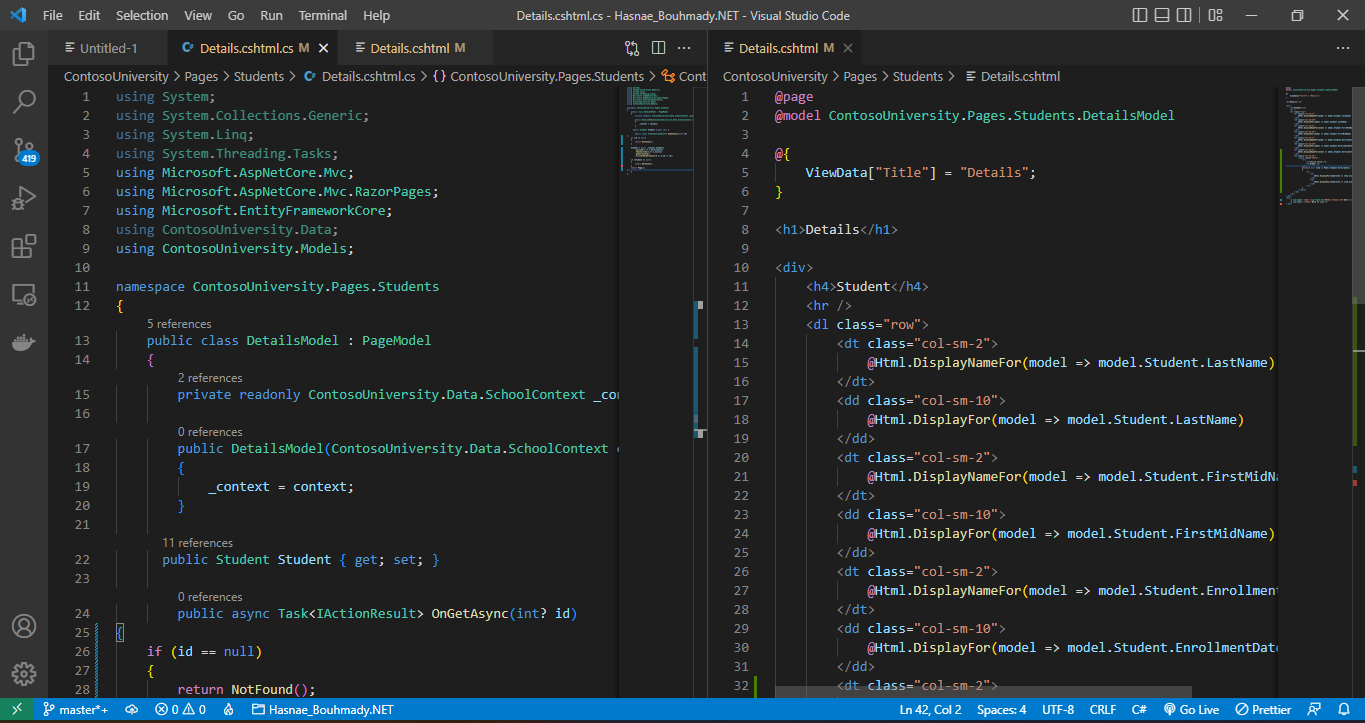 File Edit Selection View Go Run Terminal Help Details.cshtml.cs - Hasnae_Bouhmady.NET - Visual Studio Code
Untitled-1 Details.cshtml.cs M Details.cshtml M
ContosoUniversity > Pages > Students > Details.cshtml.cs > {} ContosoUniversity.Pages.Students > Cont
1 using System;
2 using System.Collections.Generic;
3 using System.Linq;
4 using System.Threading.Tasks;
5 using Microsoft.AspNetCore.Mvc;
6 using Microsoft.AspNetCore.Mvc.RazorPages;
7 using Microsoft.EntityFrameworkCore;
8 using ContosoUniversity.Data;
9 using ContosoUniversity.Models;
10
11 namespace ContosoUniversity.Pages.Students
12 {
5 references
13 public class DetailsModel : PageModel
14 {
2 references
15 private readonly ContosoUniversity.Data.SchoolContext _con
16
0 references
17 public DetailsModel(ContosoUniversity.Data.SchoolContext c
18 {
19 _context = context;
20 }
21
11 references
22 public Student Student { get; set; }
23
0 references
24 public async Task<IActionResult> OnGetAsync(int? id)
25 {
26 if (id == null)
27 {
28 return NotFound();
Details.cshtml M
ContosoUniversity > Pages > Students > Details.cshtml
1 @page
2 @model ContosoUniversity.Pages.Students.DetailsModel
3
4 @{
5 ViewData["Title"] = "Details";
6 }
7
8 <h1>Details</h1>
9
10 <div>
11 <h4>Student</h4>
12 <hr />
13 <dl class="row">
14 <dt class="col-sm-2">
15 @Html.DisplayNameFor(model => model.Student.LastName)
16 </dt>
17 <dd class="col-sm-10">
18 @Html.DisplayFor(model => model.Student.LastName)
19 </dd>
20 <dt class="col-sm-2">
21 @Html.DisplayNameFor(model => model.Student.FirstMidNa
22 </dt>
23 <dd class="col-sm-10">
24 @Html.DisplayFor(model => model.Student.FirstMidName)
25 </dd>
26 <dt class="col-sm-2">
27 @Html.DisplayNameFor(model => model.Student.Enrollment
28 </dt>
29 <dd class="col-sm-10">
30 @Html.DisplayFor(model => model.Student.EnrollmentDate
31 </dd>
32 <dt class="col-sm-2">
419
master*+ 0 0 Hasnae_Bouhmady.NET Ln 42, Col 2 Spaces: 4 UTF-8 CRLF C# Go Live Prettier